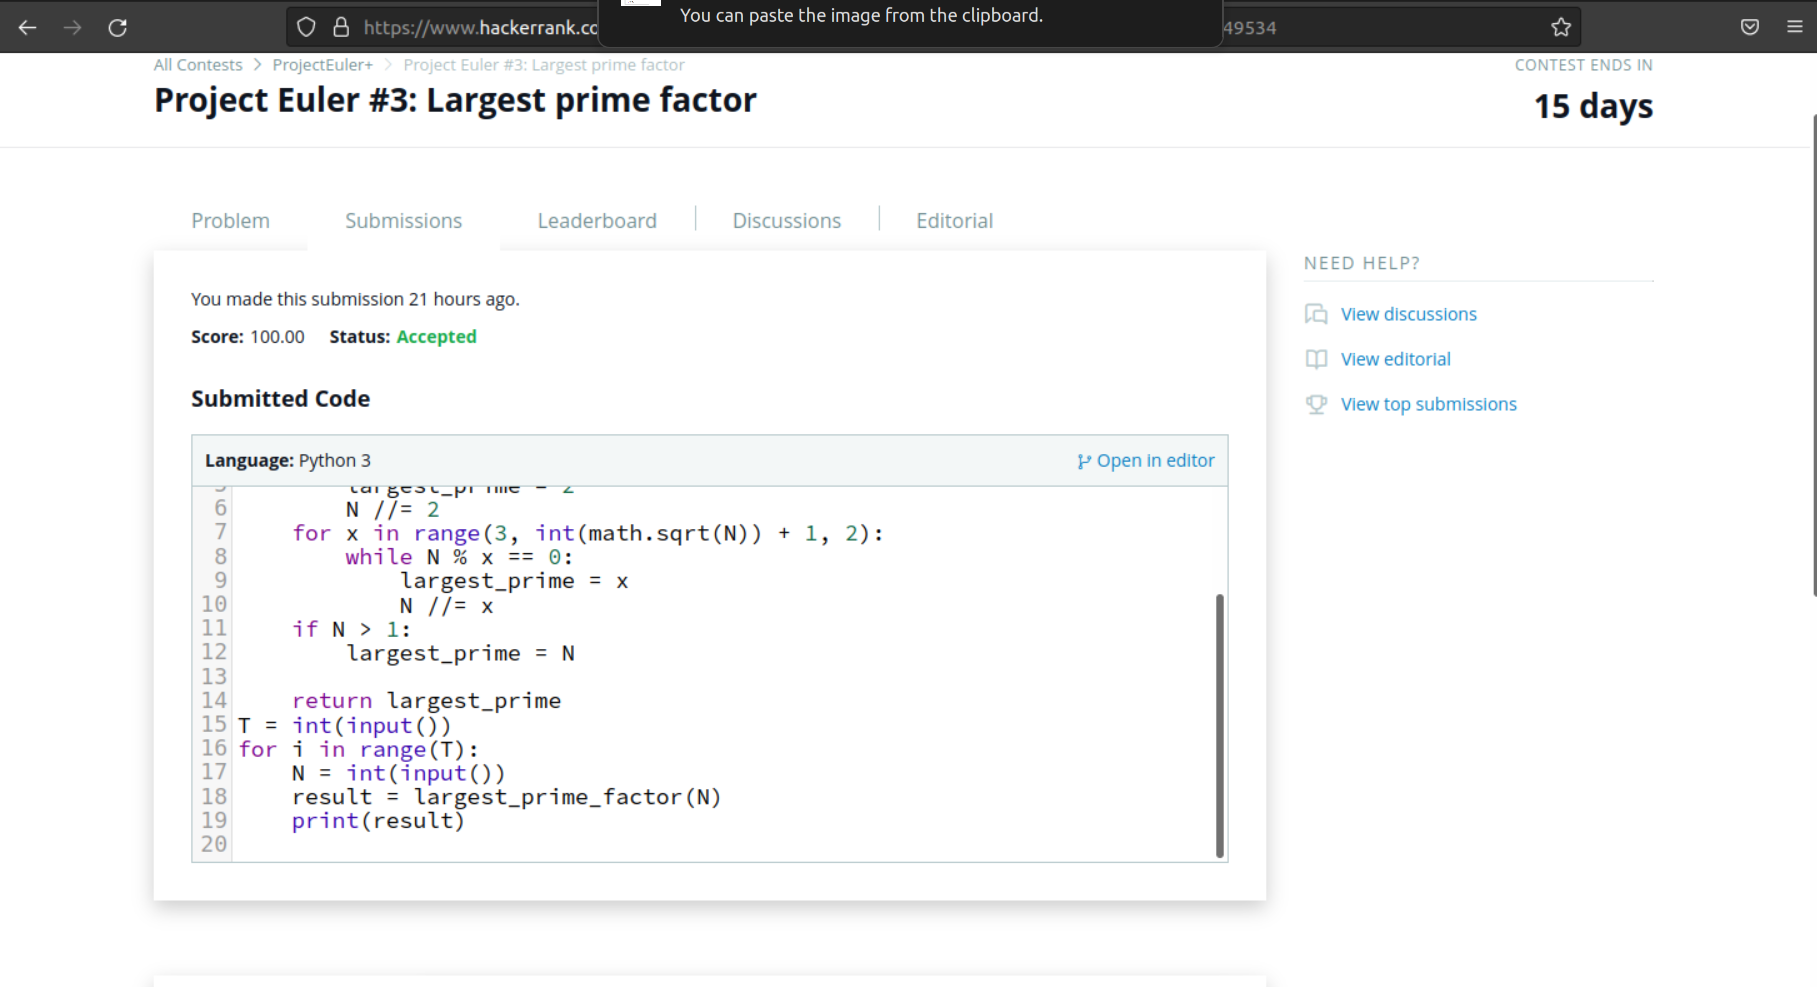 You can paste the image from the clipboard.
https://www.hackerrank.co
49534
All Contests > ProjectEuler+ > Project Euler #3: Largest prime factor
CONTEST ENDS IN
Project Euler #3: Largest prime factor
15 days
Problem
Submissions
Leaderboard
Discussions
Editorial
NEED HELP?
View discussions
View editorial
View top submissions
You made this submission 21 hours ago.
Score: 100.00 Status: Accepted
Submitted Code
Language: Python 3
Open in editor
5         largest_prime = 2
6         N //= 2
7     for x in range(3, int(math.sqrt(N)) + 1, 2):
8         while N % x == 0:
9             largest_prime = x
10             N //= x
11     if N > 1:
12         largest_prime = N
13
14     return largest_prime
15 T = int(input())
16 for i in range(T):
17     N = int(input())
18     result = largest_prime_factor(N)
19     print(result)
20